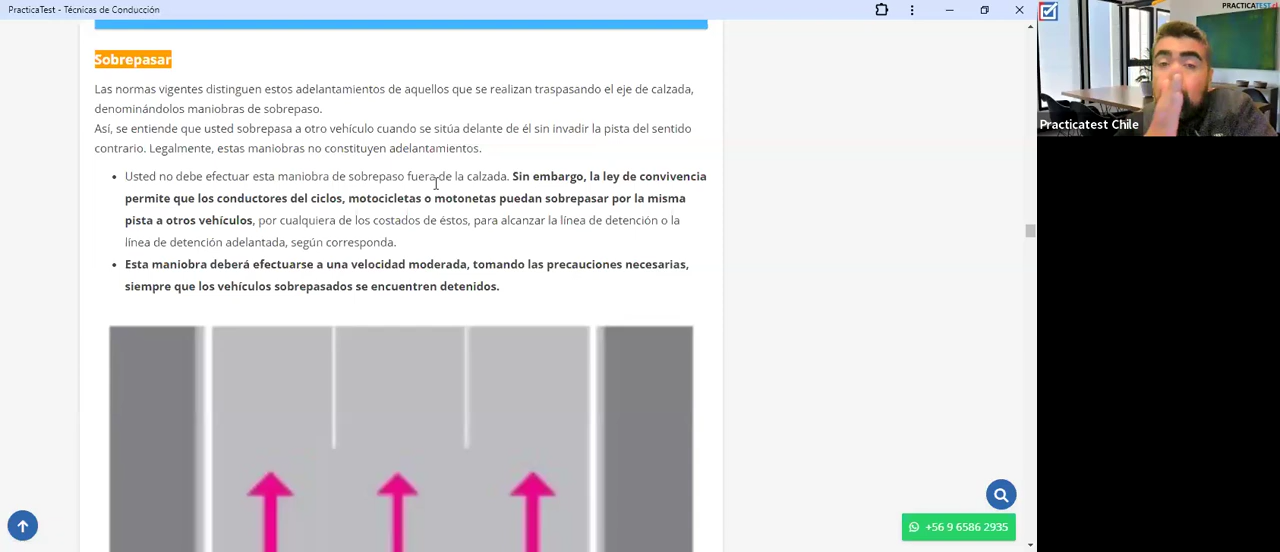 PracticaTest - Técnicas de Conducción
PRACTICATEST.cl
Practicatest Chile
Sobrepasar
Las normas vigentes distinguen estos adelantamientos de aquellos que se realizan traspasando el eje de calzada,
denominándolos maniobras de sobrepaso.
Así, se entiende que usted sobrepasa a otro vehículo cuando se sitúa delante de él sin invadir la pista del sentido
contrario. Legalmente, estas maniobras no constituyen adelantamientos.
• Usted no debe efectuar esta maniobra de sobrepaso fuera de la calzada. Sin embargo, la ley de convivencia
permite que los conductores del ciclos, motocicletas o motonetas puedan sobrepasar por la misma
pista a otros vehículos, por cualquiera de los costados de éstos, para alcanzar la línea de detención o la
línea de detención adelantada, según corresponda.
• Esta maniobra deberá efectuarse a una velocidad moderada, tomando las precauciones necesarias,
siempre que los vehículos sobrepasados se encuentren detenidos.
+56 9 6586 2935